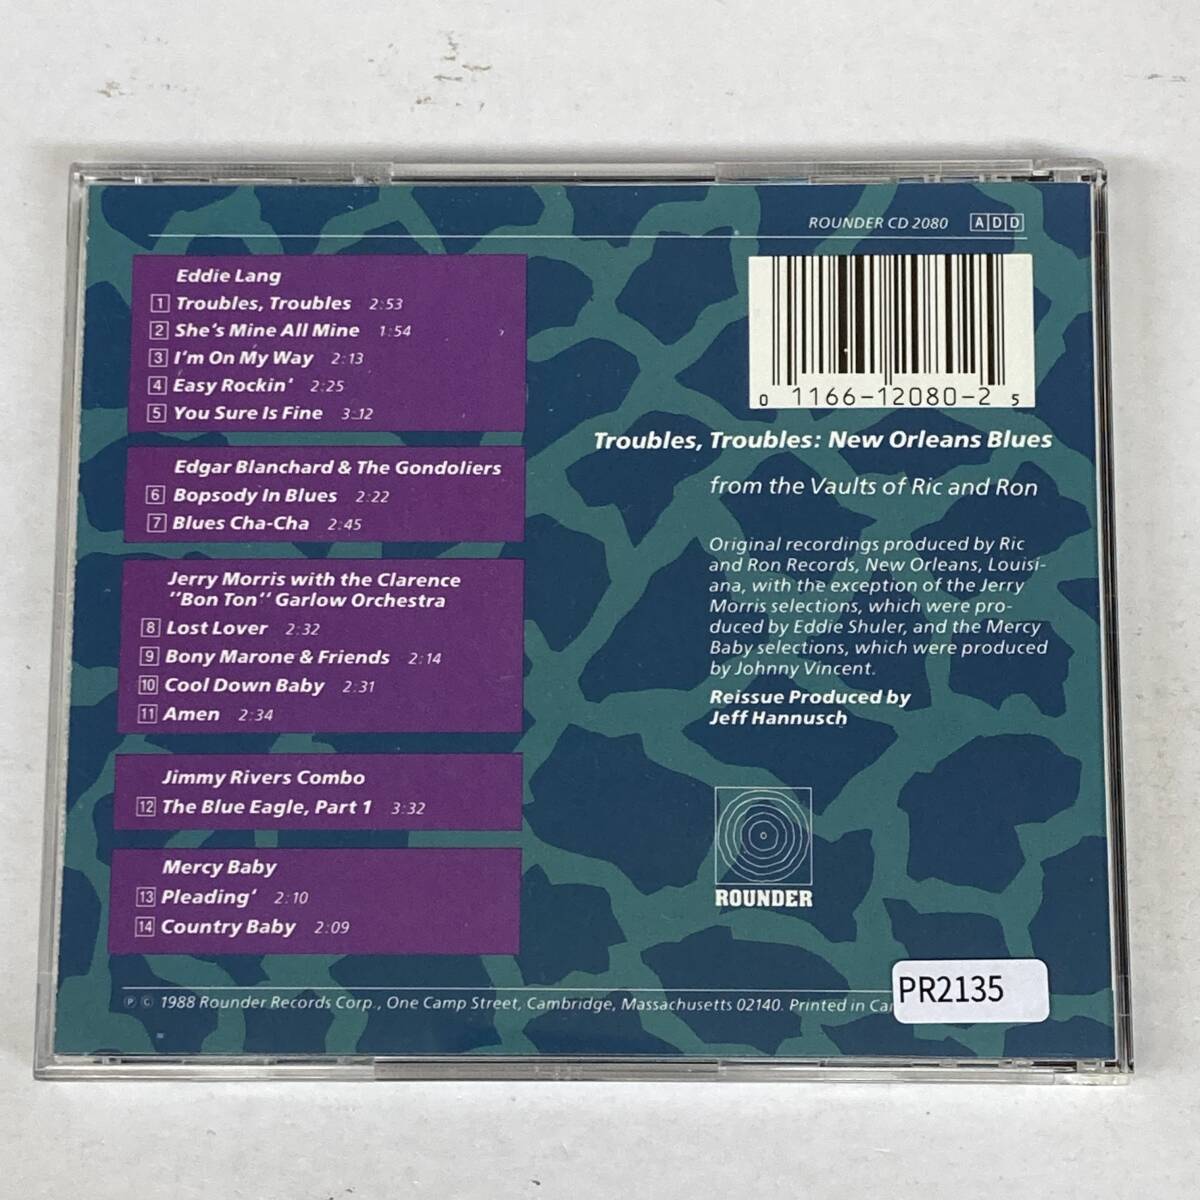 ROUNDER CD 2080 ADD
Eddie Lang
1 Troubles, Troubles 2:53
2 She's Mine All Mine 1:54
3 I'm On My Way 2:13
4 Easy Rockin' 2:25
5 You Sure Is Fine 3:12
Edgar Blanchard & The Gondoliers
6 Bopsody In Blues 2:22
7 Blues Cha-Cha 2:45
Jerry Morris with the Clarence
"Bon Ton" Garlow Orchestra
8 Lost Lover 2:32
9 Bony Marone & Friends 2:14
10 Cool Down Baby 2:31
11 Amen 2:34
Jimmy Rivers Combo
12 The Blue Eagle, Part 1 3:32
Mercy Baby
13 Pleading' 2:10
14 Country Baby 2:09
0 1166-12080-2 5
Troubles, Troubles: New Orleans Blues
from the Vaults of Ric and Ron
Original recordings produced by Ric
and Ron Records, New Orleans, Louisi-
ana, with the exception of the Jerry
Morris selections, which were pro-
duced by Eddie Shuler, and the Mercy
Baby selections, which were produced
by Johnny Vincent.
Reissue Produced by
Jeff Hannusch
ROUNDER
℗ © 1988 Rounder Records Corp., One Camp Street, Cambridge, Massachusetts 02140. Printed in
PR2135